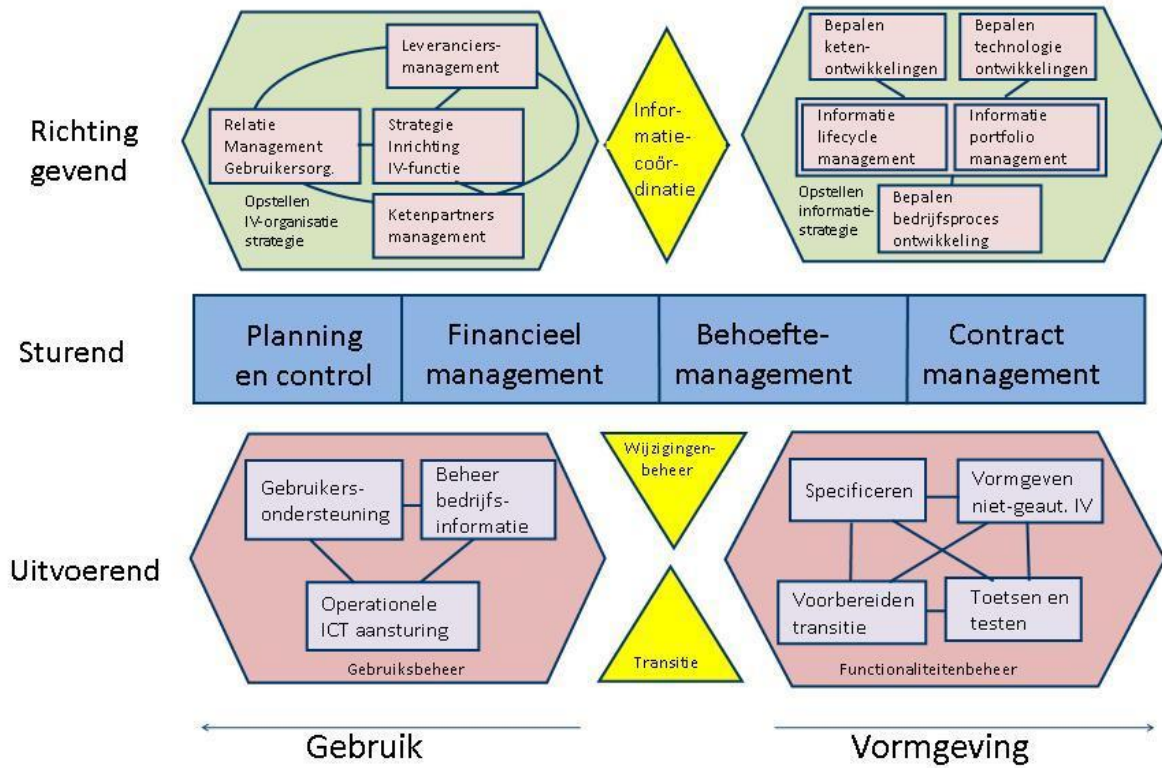 Richting
gevend
Leveranciers-
management
Relatie
Management
Gebruikersorg.
Strategie
Inrichting
IV-functie
Opstellen
IV-organisatie
strategie
Ketenpartners
management
Infor-
matie-
coör-
dinatie
Bepalen
keten-
ontwikkelingen
Bepalen
technologie
ontwikkelingen
Informatie
lifecycle
management
Informatie
portfolio
management
Opstellen
informatie-
strategie
Bepalen
bedrijfsproces
ontwikkeling
Sturend
Planning
en control
Financieel
management
Behoefte-
management
Contract
management
Uitvoerend
Gebruikers-
ondersteuning
Beheer
bedrijfs-
informatie
Operationele
ICT aansturing
Gebruiksbeheer
Wijzigingen-
beheer
Transitie
Specificeren
Vormgeven
niet-geaut. IV
Voorbereiden
transitie
Toetsen en
testen
Functionaliteitenbeheer
Gebruik
Vormgeving